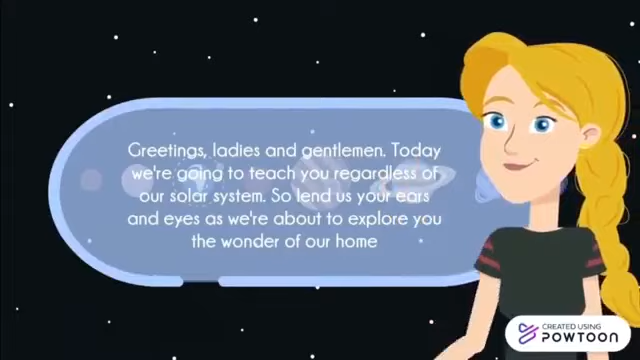 Greetings, ladies and gentlemen. Today
we're going to teach you regardless of
our solar system. So lend us your ears
and eyes as we're about to explore you
the wonder of our home
CREATED USING
POWTOON